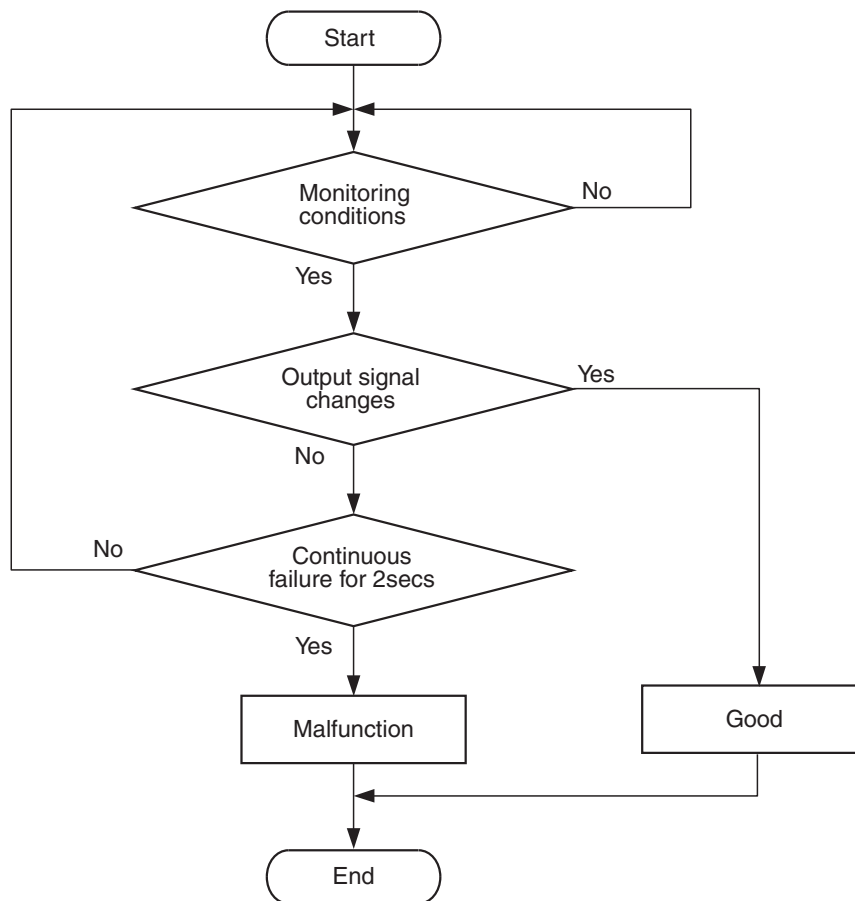 Start
Monitoring
conditions
No
Yes
Output signal
changes
Yes
No
Continuous
failure for 2secs
No
Yes
Malfunction
Good
End